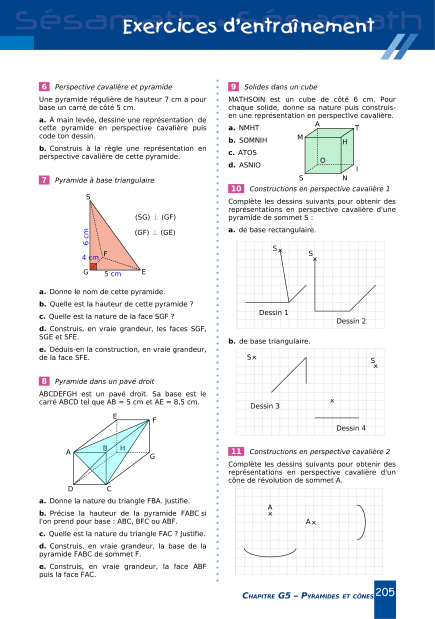 Sésamath Sésamath
Exercices d'entraînement
6 Perspective cavalière et pyramide
Une pyramide régulière de hauteur 7 cm a pour
base un carré de côté 5 cm.
a. À main levée, dessine une représentation de
cette pyramide en perspective cavalière puis
code ton dessin.
b. Construis à la règle une représentation en
perspective cavalière de cette pyramide.
7 Pyramide à base triangulaire
S
(SG) ⊥ (GF)
(GF) ⊥ (GE)
6 cm
4 cm
F
G
5 cm
E
a. Donne le nom de cette pyramide.
b. Quelle est la hauteur de cette pyramide ?
c. Quelle est la nature de la face SGF ?
d. Construis, en vraie grandeur, les faces SGF,
SGE et SFE.
e. Déduis-en la construction, en vraie grandeur,
de la face SFE.
8 Pyramide dans un pavé droit
ABCDEFGH est un pavé droit. Sa base est le
carré ABCD tel que AB = 5 cm et AE = 8,5 cm.
E
F
A
B
H
G
D
C
a. Donne la nature du triangle FBA. Justifie.
b. Précise la hauteur de la pyramide FABC si
l'on prend pour base : ABC, BFC ou ABF.
c. Quelle est la nature du triangle FAC ? Justifie.
d. Construis, en vraie grandeur, la base de la
pyramide FABC de sommet F.
e. Construis, en vraie grandeur, la face ABF
puis la face FAC.
9 Solides dans un cube
MATHSOIN est un cube de côté 6 cm. Pour
chaque solide, donne sa nature puis construis-
en une représentation en perspective cavalière.
a. NMHT
b. SOMNIH
c. ATOS
d. ASNIO
A
T
M
H
O
I
S
N
10 Constructions en perspective cavalière 1
Complète les dessins suivants pour obtenir des
représentations en perspective cavalière d'une
pyramide de sommet S :
a. de base rectangulaire.
S
S
Dessin 1
Dessin 2
b. de base triangulaire.
S
S
Dessin 3
Dessin 4
11 Constructions en perspective cavalière 2
Complète les dessins suivants pour obtenir des
représentations en perspective cavalière d'un
cône de révolution de sommet A.
A
A
CHAPITRE G5 – PYRAMIDES ET CÔNES 205